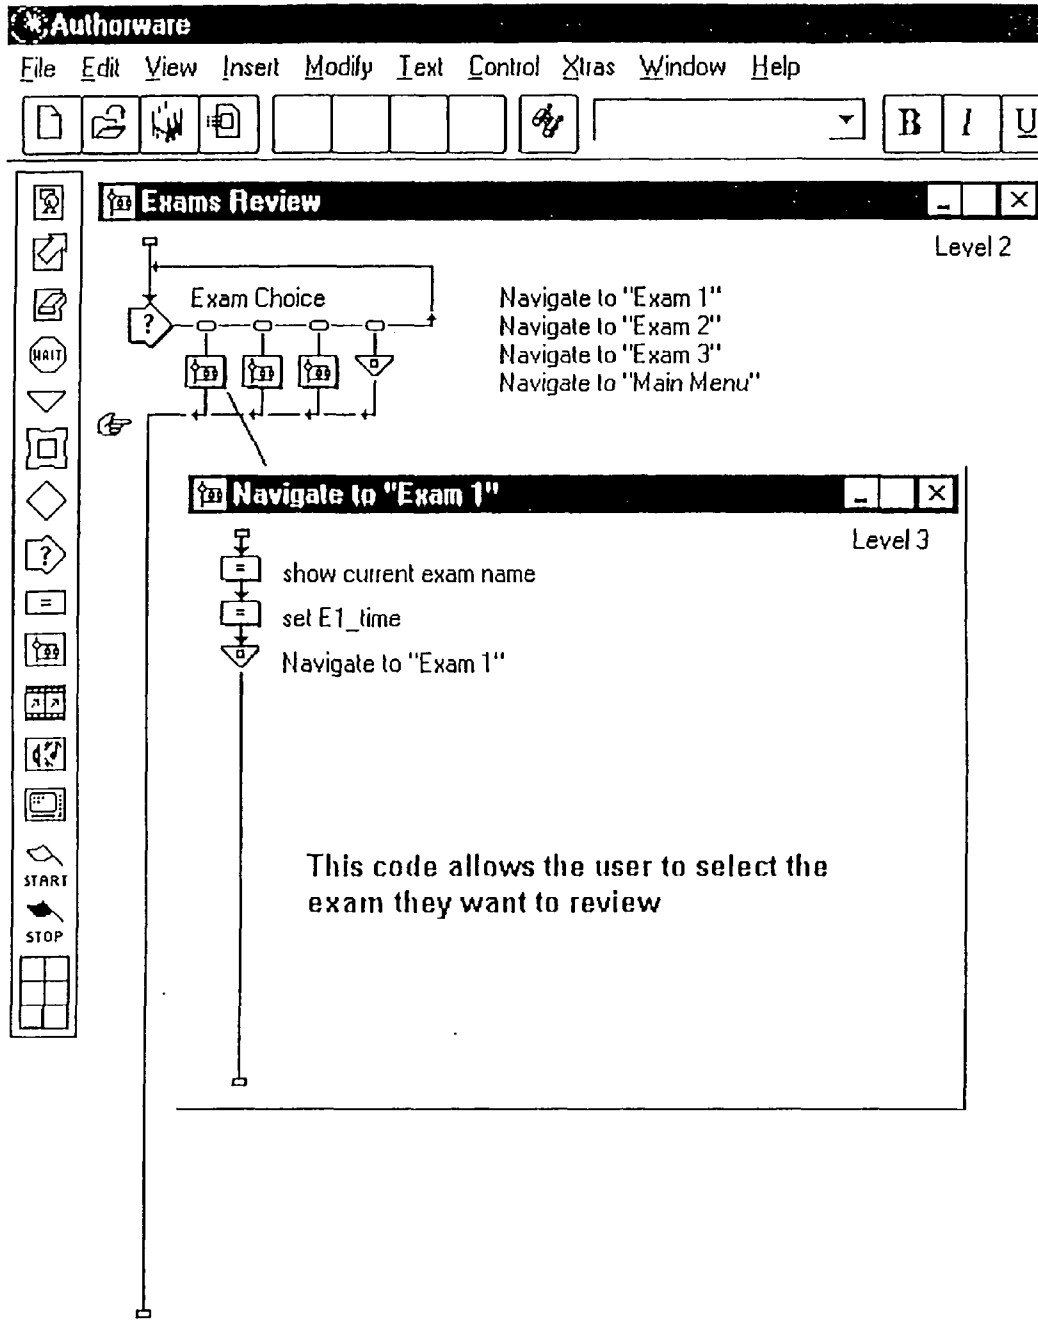 Authorware
File Edit View Insert Modify Text Control Xtras Window Help
B I U
Exams Review
Level 2
Exam Choice
?
Navigate to "Exam 1"
Navigate to "Exam 2"
Navigate to "Exam 3"
Navigate to "Main Menu"
WAIT
Navigate to "Exam 1"
Level 3
?
=
= show current exam name
= set E1_time
Navigate to "Exam 1"
This code allows the user to select the
exam they want to review
START
STOP